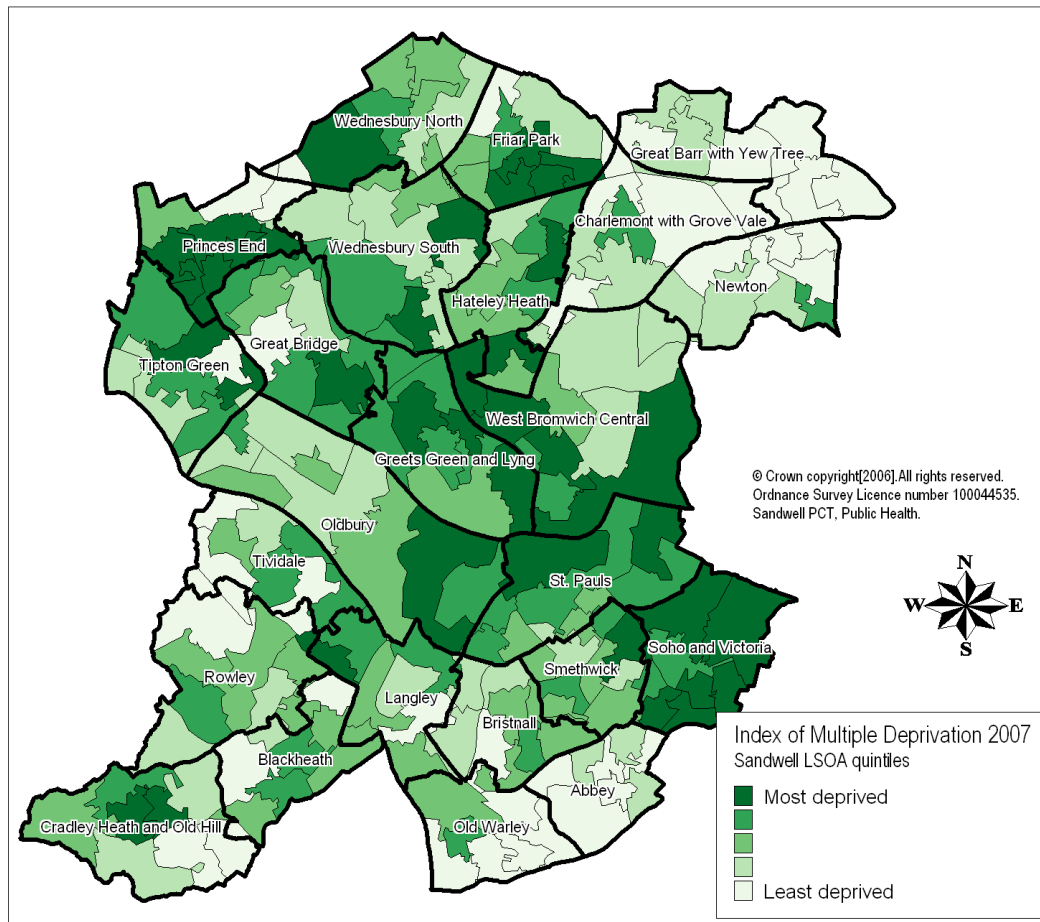 Wednesbury North
Friar Park
Great Barr with Yew Tree
Charlemont with Grove Vale
Princes End
Wednesbury South
Newton
Hateley Heath
Great Bridge
Tipton Green
West Bromwich Central
Greets Green and Lyng
© Crown copyright[2006].All rights reserved.
Ordnance Survey Licence number 100044535.
Sandwell PCT, Public Health.
Oldbury
Tividale
St. Pauls
N
W
E
S
Soho and Victoria
Smethwick
Rowley
Langley
Bristnall
Blackheath
Abbey
Cradley Heath and Old Hill
Old Warley
Index of Multiple Deprivation 2007
Sandwell LSOA quintiles
Most deprived
Least deprived